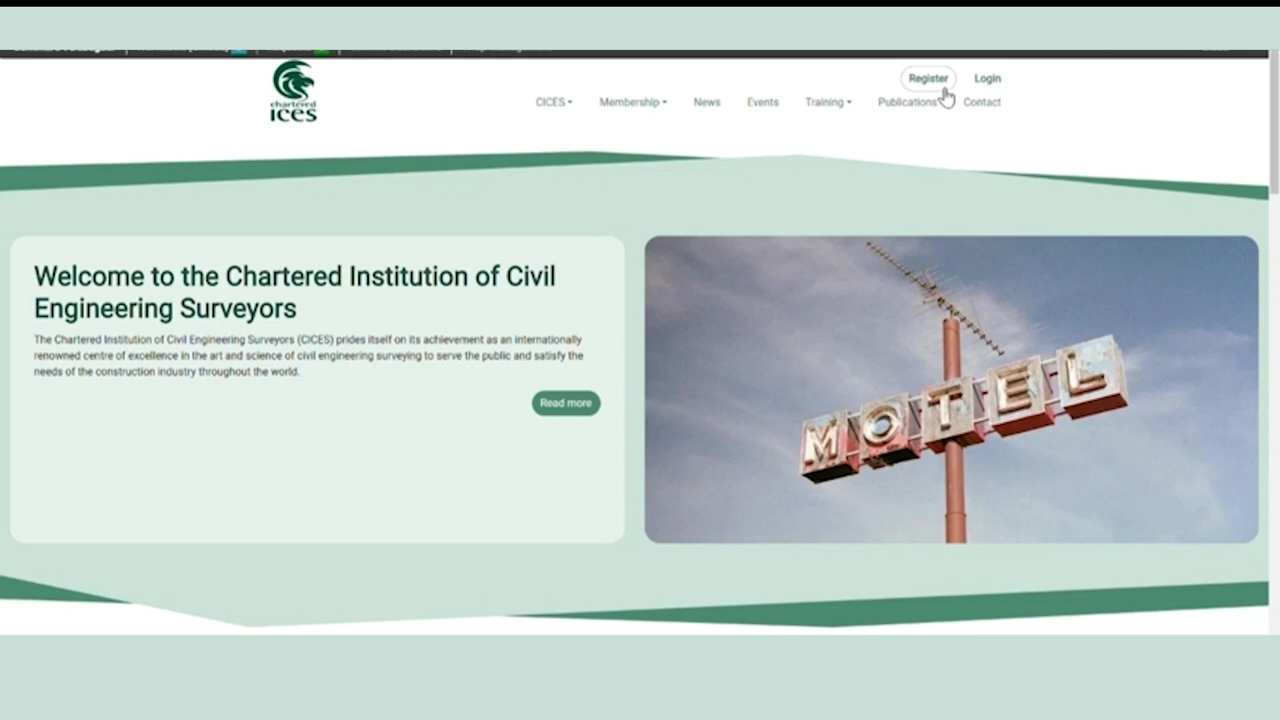 chartered
ices
Register
Login
CICES
Membership
News
Events
Training
Publications
Contact
Welcome to the Chartered Institution of Civil
Engineering Surveyors
The Chartered Institution of Civil Engineering Surveyors (CICES) prides itself on its achievement as an internationally
renowned centre of excellence in the art and science of civil engineering surveying to serve the public and satisfy the
needs of the construction industry throughout the world.
Read more
MOTEL